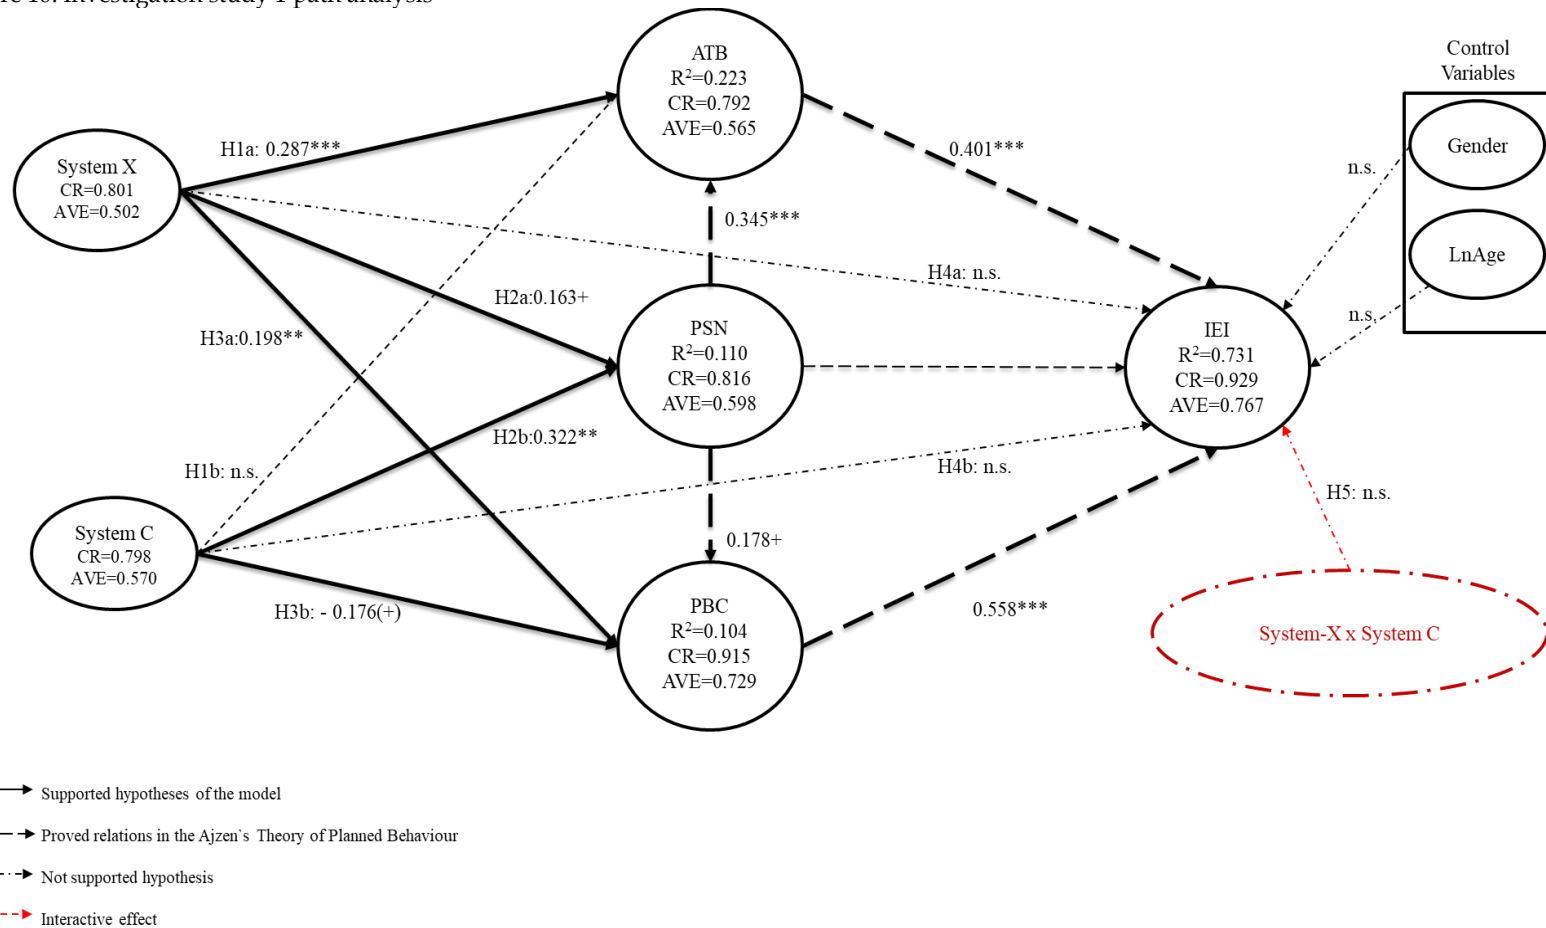 Investigation study 1 path analysis
Control
Variables
ATB
R²=0.223
CR=0.792
AVE=0.565
Gender
LnAge
System X
CR=0.801
AVE=0.502
H1a: 0.287***
0.401***
n.s.
n.s.
0.345***
H4a: n.s.
H2a:0.163+
H3a:0.198**
PSN
R²=0.110
CR=0.816
AVE=0.598
IEI
R²=0.731
CR=0.929
AVE=0.767
H2b:0.322**
H1b: n.s.
H4b: n.s.
H5: n.s.
System C
CR=0.798
AVE=0.570
0.178+
H3b: - 0.176(+)
PBC
R²=0.104
CR=0.915
AVE=0.729
0.558***
System-X x System C
Supported hypotheses of the model
Proved relations in the Ajzen`s Theory of Planned Behaviour
Not supported hypothesis
Interactive effect